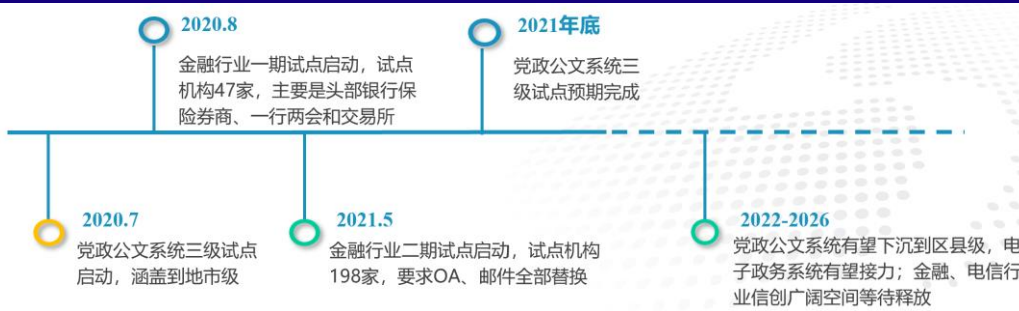 2020.8
金融行业一期试点启动，试点
机构47家，主要是头部银行保
险券商、一行两会和交易所
2021年底
党政公文系统三
级试点预期完成
2020.7
党政公文系统三级试点
启动，涵盖到地市级
2021.5
金融行业二期试点启动，试点机构
198家，要求OA、邮件全部替换
2022-2026
党政公文系统有望下沉到区县级，电
子政务系统有望接力；金融、电信行
业信创广阔空间等待释放